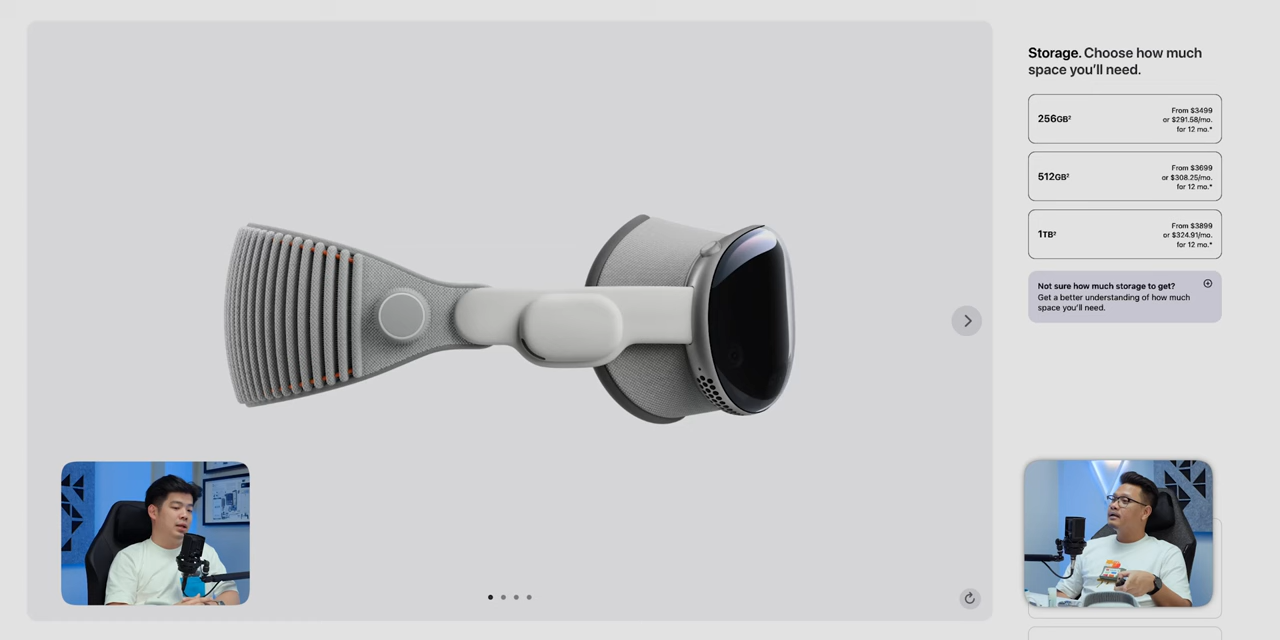 Storage. Choose how much
space you'll need.
256GB²
From $3499
or $291.58/mo.
for 12 mo.*
512GB²
From $3699
or $308.25/mo.
for 12 mo.*
1TB²
From $3899
or $324.91/mo.
for 12 mo.*
Not sure how much storage to get?
Get a better understanding of how much
space you'll need.